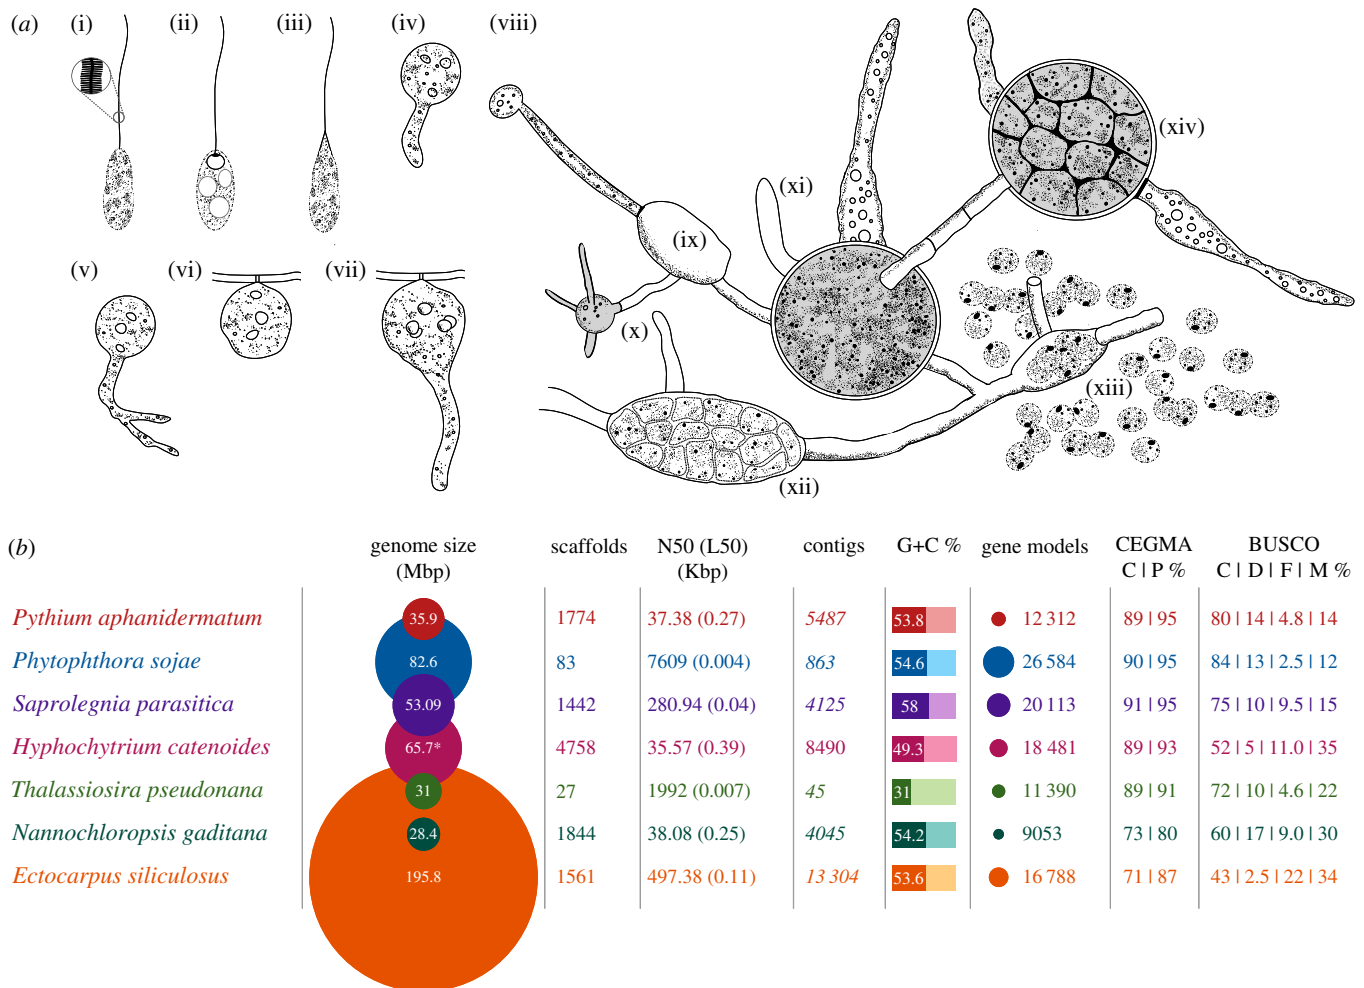 (a) (i) (ii) (iii) (iv) (viii)
(xiv)
(xi)
(ix)
(v) (vi) (vii)
(x)
(xiii)
(xii)
(b) genome size (Mbp) scaffolds N50 (L50) (Kbp) contigs G+C % gene models CEGMA C | P % BUSCO C | D | F | M %
Pythium aphanidermatum 35.9 1774 37.38 (0.27) 5487 53.8 12 312 89 | 95 80 | 14 | 4.8 | 14
Phytophthora sojae 82.6 83 7609 (0.004) 863 54.6 26 584 90 | 95 84 | 13 | 2.5 | 12
Saprolegnia parasitica 53.09 1442 280.94 (0.04) 4125 58 20 113 91 | 95 75 | 10 | 9.5 | 15
Hyphochytrium catenoides 65.7* 4758 35.57 (0.39) 8490 49.3 18 481 89 | 93 52 | 5 | 11.0 | 35
Thalassiosira pseudonana 31 27 1992 (0.007) 45 31 11 390 89 | 91 72 | 10 | 4.6 | 22
Nannochloropsis gaditana 28.4 1844 38.08 (0.25) 4045 54.2 9053 73 | 80 60 | 17 | 9.0 | 30
Ectocarpus siliculosus 195.8 1561 497.38 (0.11) 13 304 53.6 16 788 71 | 87 43 | 2.5 | 22 | 34